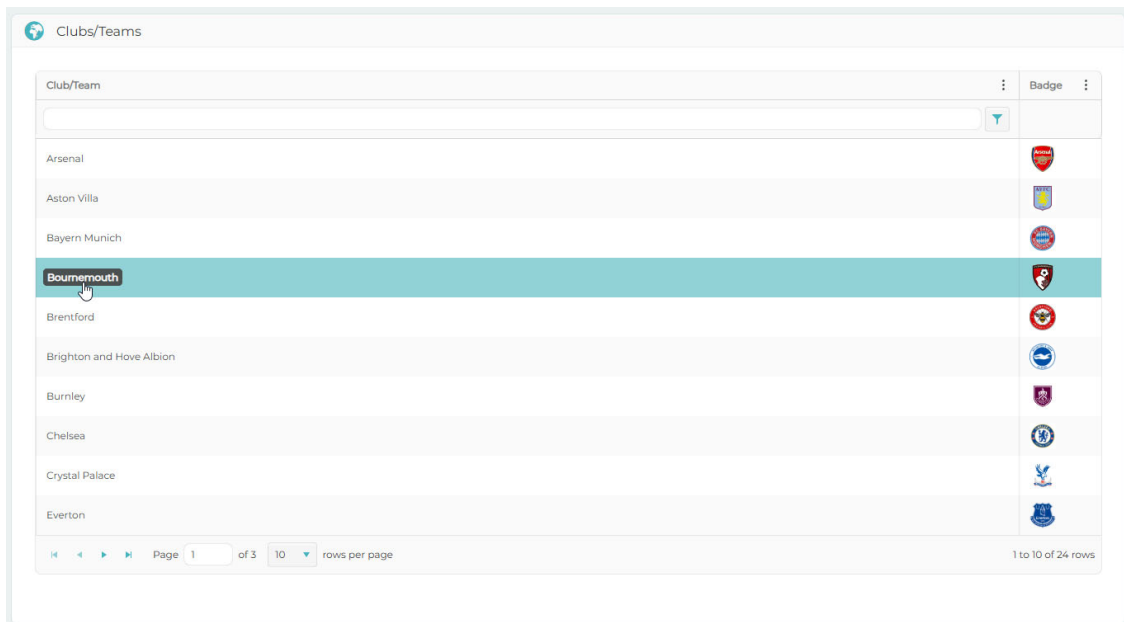 Clubs/Teams
Club/Team Badge
Arsenal
Aston Villa
Bayern Munich
Bournemouth
Brentford
Brighton and Hove Albion
Burnley
Chelsea
Crystal Palace
Everton
Page 1 of 3 10 rows per page 1 to 10 of 24 rows